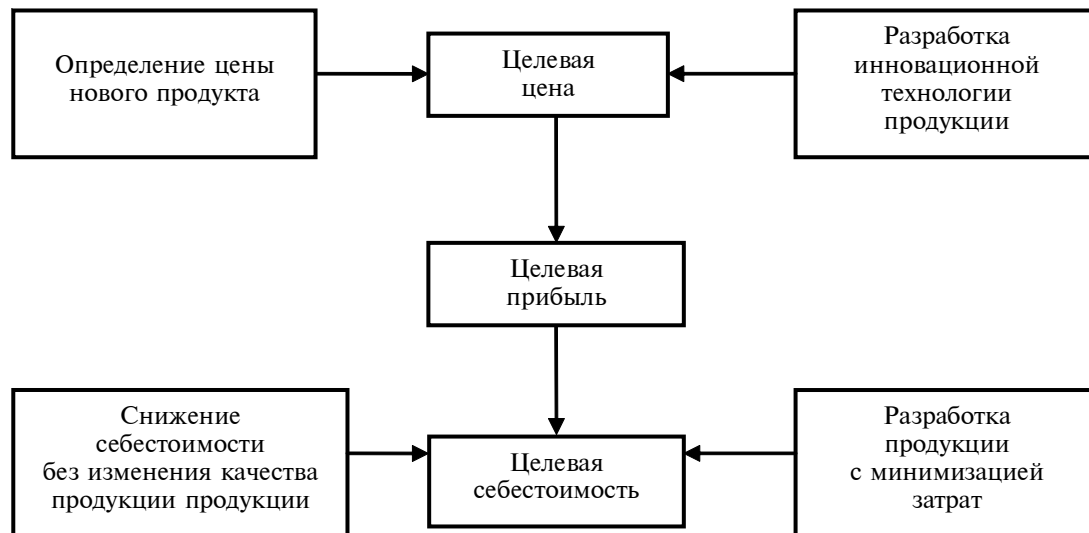 Определение цены
нового продукта
Целевая
цена
Разработка
инновационной
технологии
продукции
Целевая
прибыль
Снижение
себестоимости
без изменения качества
продукции продукции
Целевая
себестоимость
Разработка
продукции
с минимизацией
затрат